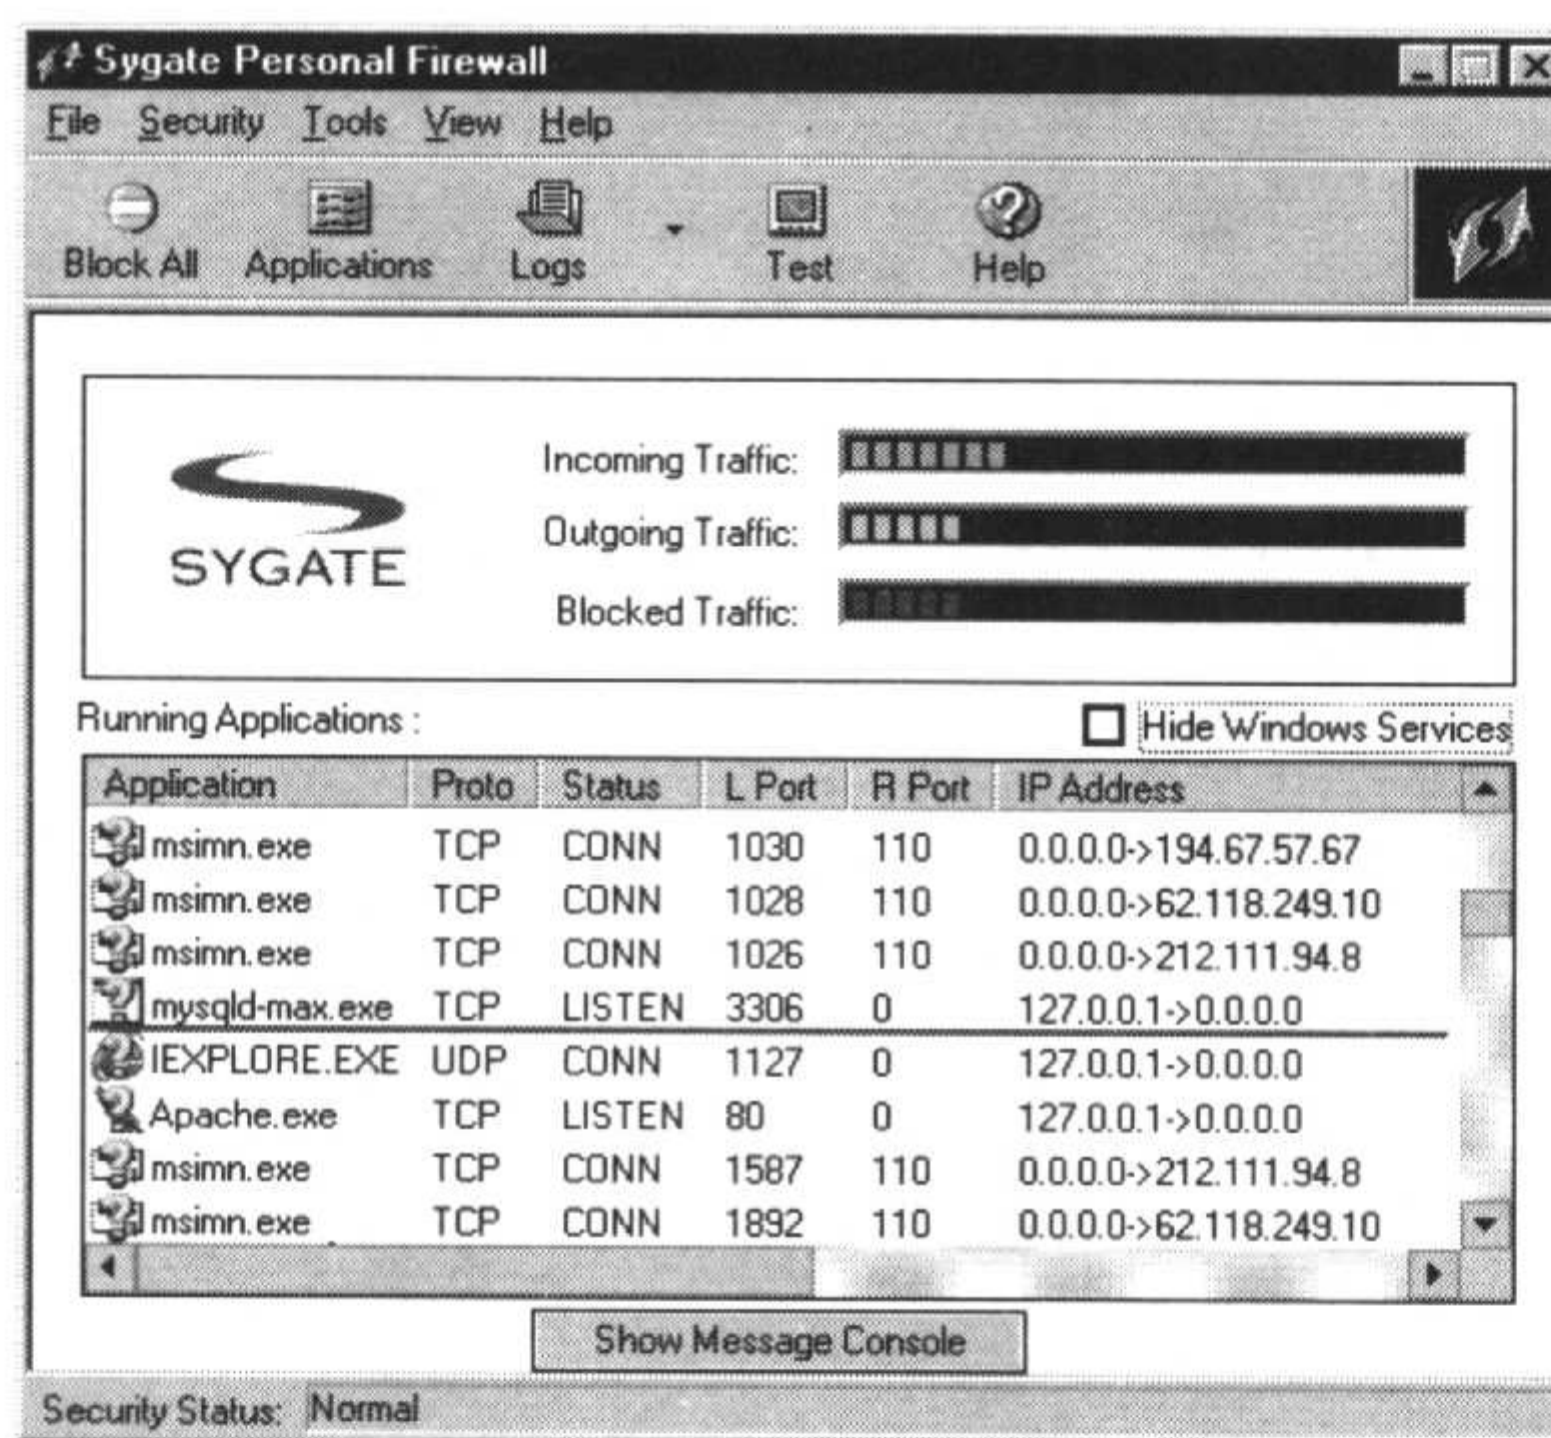 Sygate Personal Firewall
File Security Tools View Help
Block All Applications Logs Test Help
SYGATE
Incoming Traffic:
Outgoing Traffic:
Blocked Traffic:
Running Applications : Hide Windows Services
Application Proto Status L Port R Port IP Address
msimn.exe TCP CONN 1030 110 0.0.0.0->194.67.57.67
msimn.exe TCP CONN 1028 110 0.0.0.0->62.118.249.10
msimn.exe TCP CONN 1026 110 0.0.0.0->212.111.94.8
mysqld-max.exe TCP LISTEN 3306 0 127.0.0.1->0.0.0.0
IEXPLORE.EXE UDP CONN 1127 0 127.0.0.1->0.0.0.0
Apache.exe TCP LISTEN 80 0 127.0.0.1->0.0.0.0
msimn.exe TCP CONN 1587 110 0.0.0.0->212.111.94.8
msimn.exe TCP CONN 1892 110 0.0.0.0->62.118.249.10
Show Message Console
Security Status: Normal